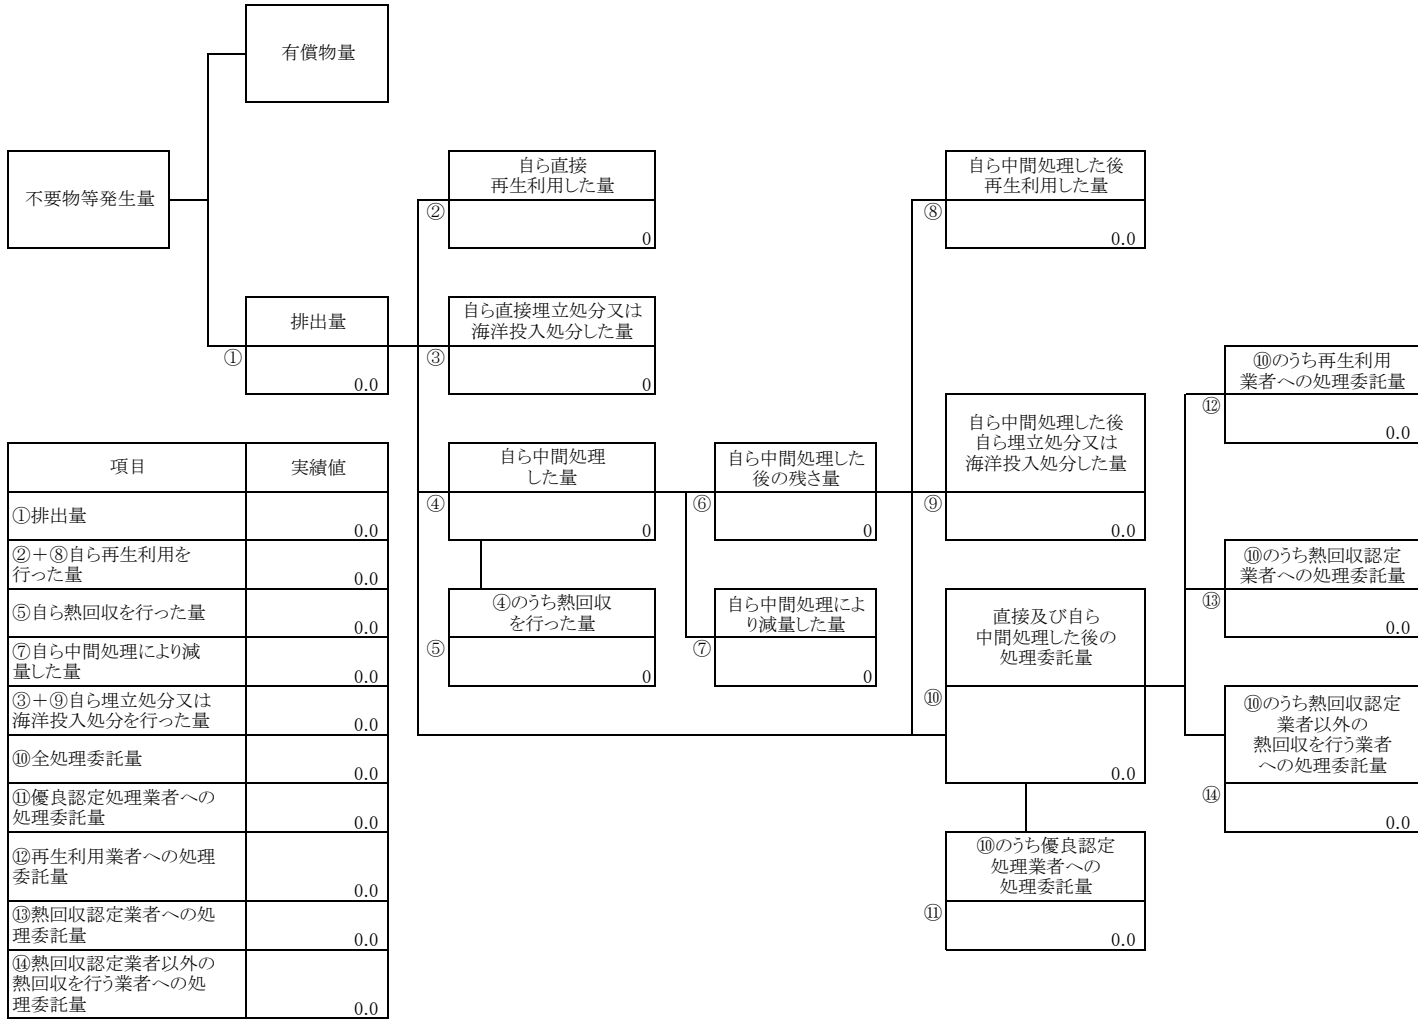 有償物量
不要物等発生量
自ら直接
再生利用した量
②
0
自ら中間処理した後
再生利用した量
⑧
0.0
排出量
①
0.0
自ら直接埋立処分又は
海洋投入処分した量
③
0
⑩のうち再生利用
業者への処理委託量
⑫
0.0
自ら中間処理
した量
④
0
自ら中間処理した
後の残さ量
⑥
0
自ら中間処理した後
自ら埋立処分又は
海洋投入処分した量
⑨
0.0
④のうち熱回収
を行った量
⑤
0
自ら中間処理によ
り減量した量
⑦
0
直接及び自ら
中間処理した後の
処理委託量
⑩
0.0
⑩のうち熱回収認定
業者への処理委託量
⑬
0.0
⑩のうち熱回収認定
業者以外の
熱回収を行う業者
への処理委託量
⑭
0.0
⑩のうち優良認定
処理業者への
処理委託量
⑪
0.0
項目 実績値
①排出量
0.0
②＋⑧自ら再生利用を
行った量
0.0
⑤自ら熱回収を行った量
0.0
⑦自ら中間処理により減
量した量
0.0
③＋⑨自ら埋立処分又は
海洋投入処分を行った量
0.0
⑩全処理委託量
0.0
⑪優良認定処理業者への
処理委託量
0.0
⑫再生利用業者への処理
委託量
0.0
⑬熱回収認定業者への処
理委託量
0.0
⑭熱回収認定業者以外の
熱回収を行う業者への処
理委託量
0.0